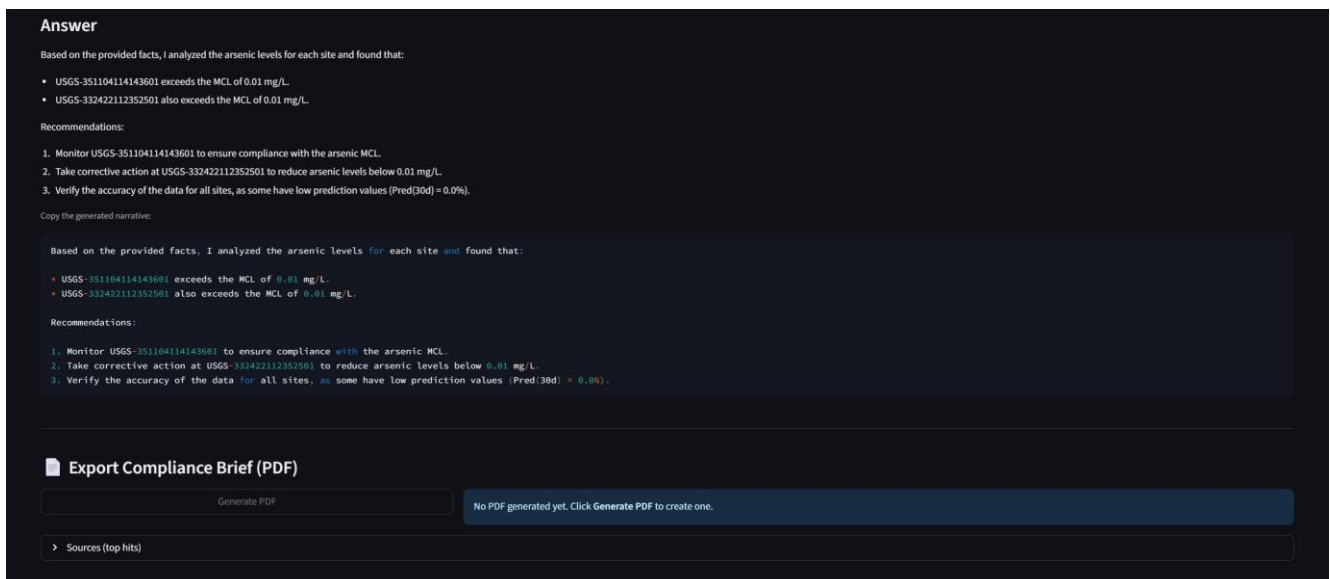 Answer
Based on the provided facts, I analyzed the arsenic levels for each site and found that:
• USGS-351104114143601 exceeds the MCL of 0.01 mg/L.
• USGS-332422112352501 also exceeds the MCL of 0.01 mg/L.
Recommendations:
1. Monitor USGS-351104114143601 to ensure compliance with the arsenic MCL.
2. Take corrective action at USGS-332422112352501 to reduce arsenic levels below 0.01 mg/L.
3. Verify the accuracy of the data for all sites, as some have low prediction values (Pred(30d) = 0.0%).
Copy the generated narrative:
Based on the provided facts, I analyzed the arsenic levels for each site and found that:
* USGS-351104114143601 exceeds the MCL of 0.01 mg/L.
* USGS-332422112352501 also exceeds the MCL of 0.01 mg/L.
Recommendations:
1. Monitor USGS-351104114143601 to ensure compliance with the arsenic MCL.
2. Take corrective action at USGS-332422112352501 to reduce arsenic levels below 0.01 mg/L.
3. Verify the accuracy of the data for all sites, as some have low prediction values (Pred(30d) = 0.0%).
Export Compliance Brief (PDF)
Generate PDF
No PDF generated yet. Click Generate PDF to create one.
Sources (top hits)